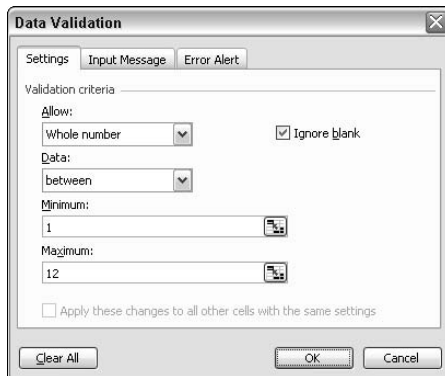 Data Validation
Settings Input Message Error Alert
Validation criteria
Allow:
Whole number Ignore blank
Data:
between
Minimum:
1
Maximum:
12
Apply these changes to all other cells with the same settings
Clear All OK Cancel